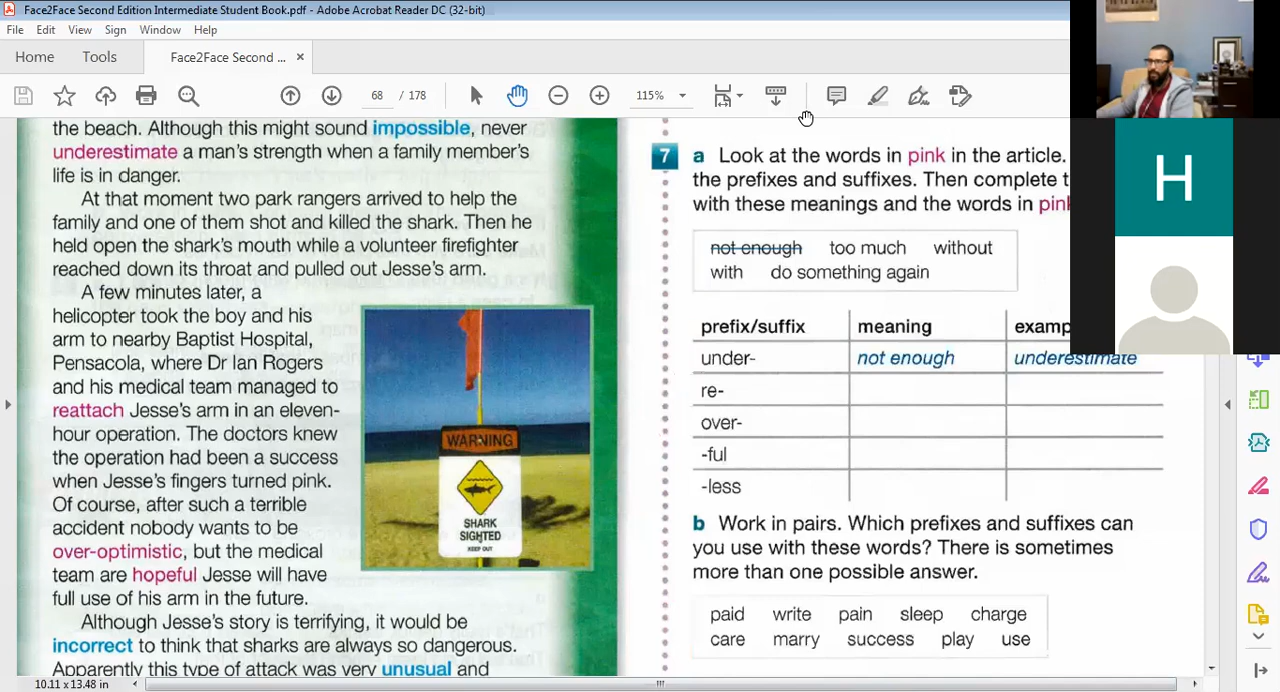 Face2Face Second Edition Intermediate Student Book.pdf - Adobe Acrobat Reader DC (32-bit)
File Edit View Sign Window Help
Home Tools Face2Face Second ... ×
68 / 178 115%
the beach. Although this might sound impossible, never
underestimate a man's strength when a family member's
life is in danger.
At that moment two park rangers arrived to help the
family and one of them shot and killed the shark. Then he
held open the shark's mouth while a volunteer firefighter
reached down its throat and pulled out Jesse's arm.
A few minutes later, a
helicopter took the boy and his
arm to nearby Baptist Hospital,
Pensacola, where Dr Ian Rogers
and his medical team managed to
reattach Jesse's arm in an eleven-
hour operation. The doctors knew
the operation had been a success
when Jesse's fingers turned pink.
Of course, after such a terrible
accident nobody wants to be
over-optimistic, but the medical
team are hopeful Jesse will have
full use of his arm in the future.
Although Jesse's story is terrifying, it would be
incorrect to think that sharks are always so dangerous.
Apparently this type of attack was very unusual and
WARNING
SHARK
SIGHTED
KEEP OUT
7 a Look at the words in pink in the article.
the prefixes and suffixes. Then complete t
with these meanings and the words in pink
not enough too much without
with do something again
prefix/suffix meaning examp
under- not enough underestimate
re-
over-
-ful
-less
b Work in pairs. Which prefixes and suffixes can
you use with these words? There is sometimes
more than one possible answer.
paid write pain sleep charge
care marry success play use
H
10.11 x 13.48 in